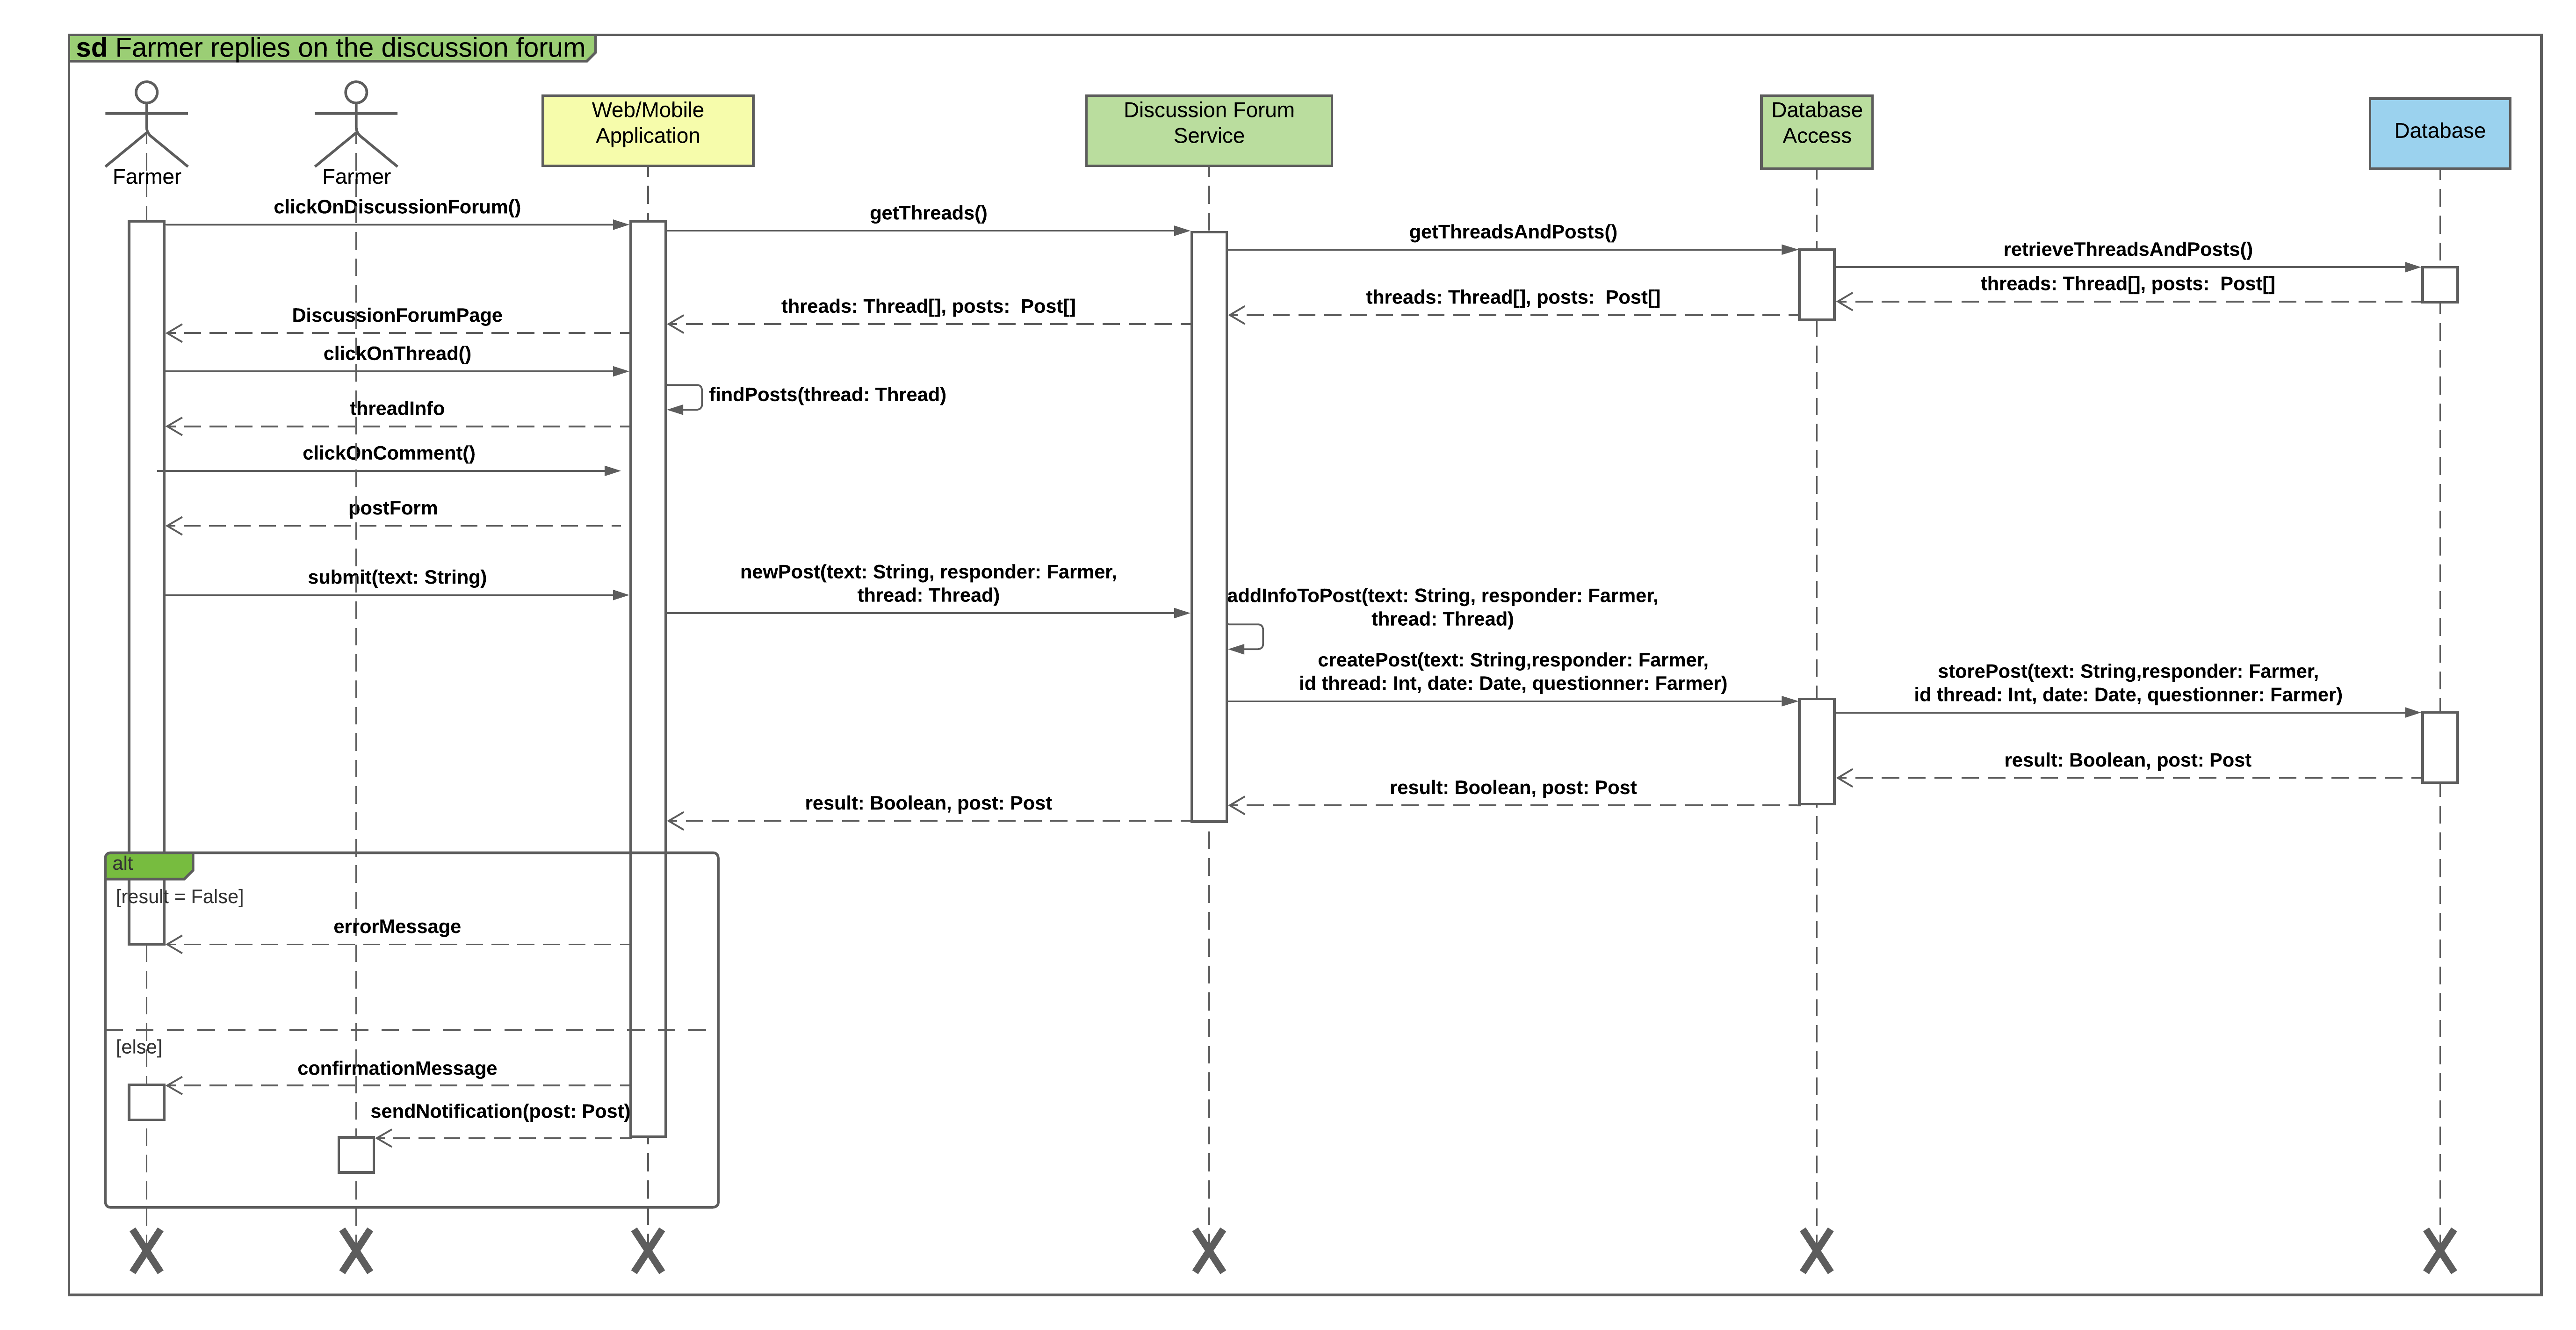 sd Farmer replies on the discussion forum
Farmer
Farmer
Web/Mobile
Application
Discussion Forum
Service
Database
Access
Database
clickOnDiscussionForum()
getThreads()
getThreadsAndPosts()
retrieveThreadsAndPosts()
threads: Thread[], posts:  Post[]
threads: Thread[], posts:  Post[]
threads: Thread[], posts:  Post[]
DiscussionForumPage
clickOnThread()
findPosts(thread: Thread)
threadInfo
clickOnComment()
postForm
submit(text: String)
newPost(text: String, responder: Farmer,
thread: Thread)
addInfoToPost(text: String, responder: Farmer,
thread: Thread)
createPost(text: String,responder: Farmer,
id thread: Int, date: Date, questionner: Farmer)
storePost(text: String,responder: Farmer,
id thread: Int, date: Date, questionner: Farmer)
result: Boolean, post: Post
result: Boolean, post: Post
result: Boolean, post: Post
alt
[result = False]
errorMessage
[else]
confirmationMessage
sendNotification(post: Post)